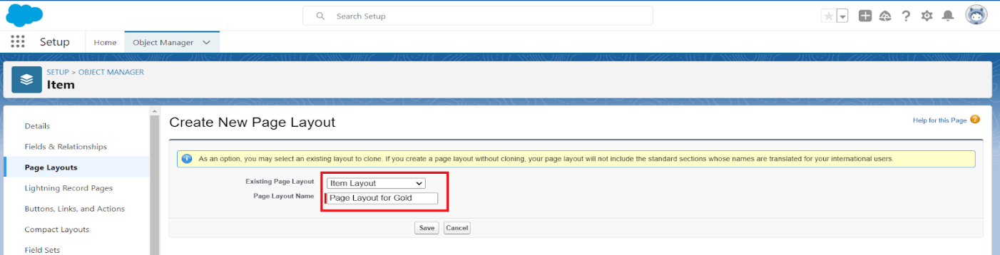 Search Setup
Setup
Home
Object Manager
SETUP > OBJECT MANAGER
Item
Details
Fields & Relationships
Page Layouts
Lightning Record Pages
Buttons, Links, and Actions
Compact Layouts
Field Sets
Create New Page Layout
Help for this Page
As an option, you may select an existing layout to clone. If you create a page layout without cloning, your page layout will not include the standard sections whose names are translated for your international users.
Existing Page Layout Item Layout
Page Layout Name Page Layout for Gold
Save Cancel